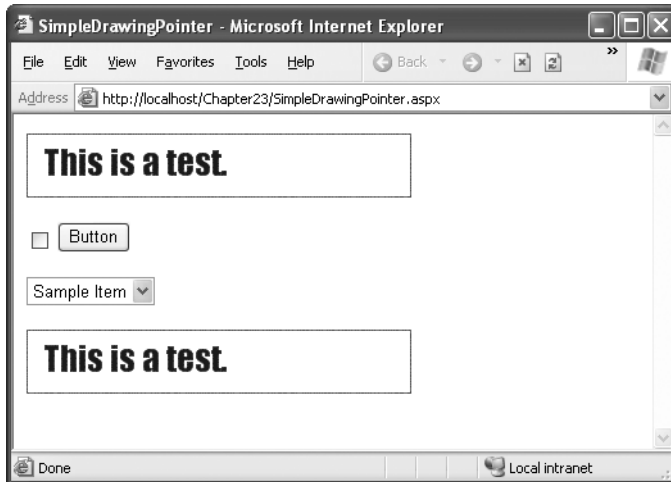 SimpleDrawingPointer - Microsoft Internet Explorer
File Edit View Favorites Tools Help Back »
Address http://localhost/Chapter23/SimpleDrawingPointer.aspx
This is a test.
Button
Sample Item
This is a test.
Done Local intranet